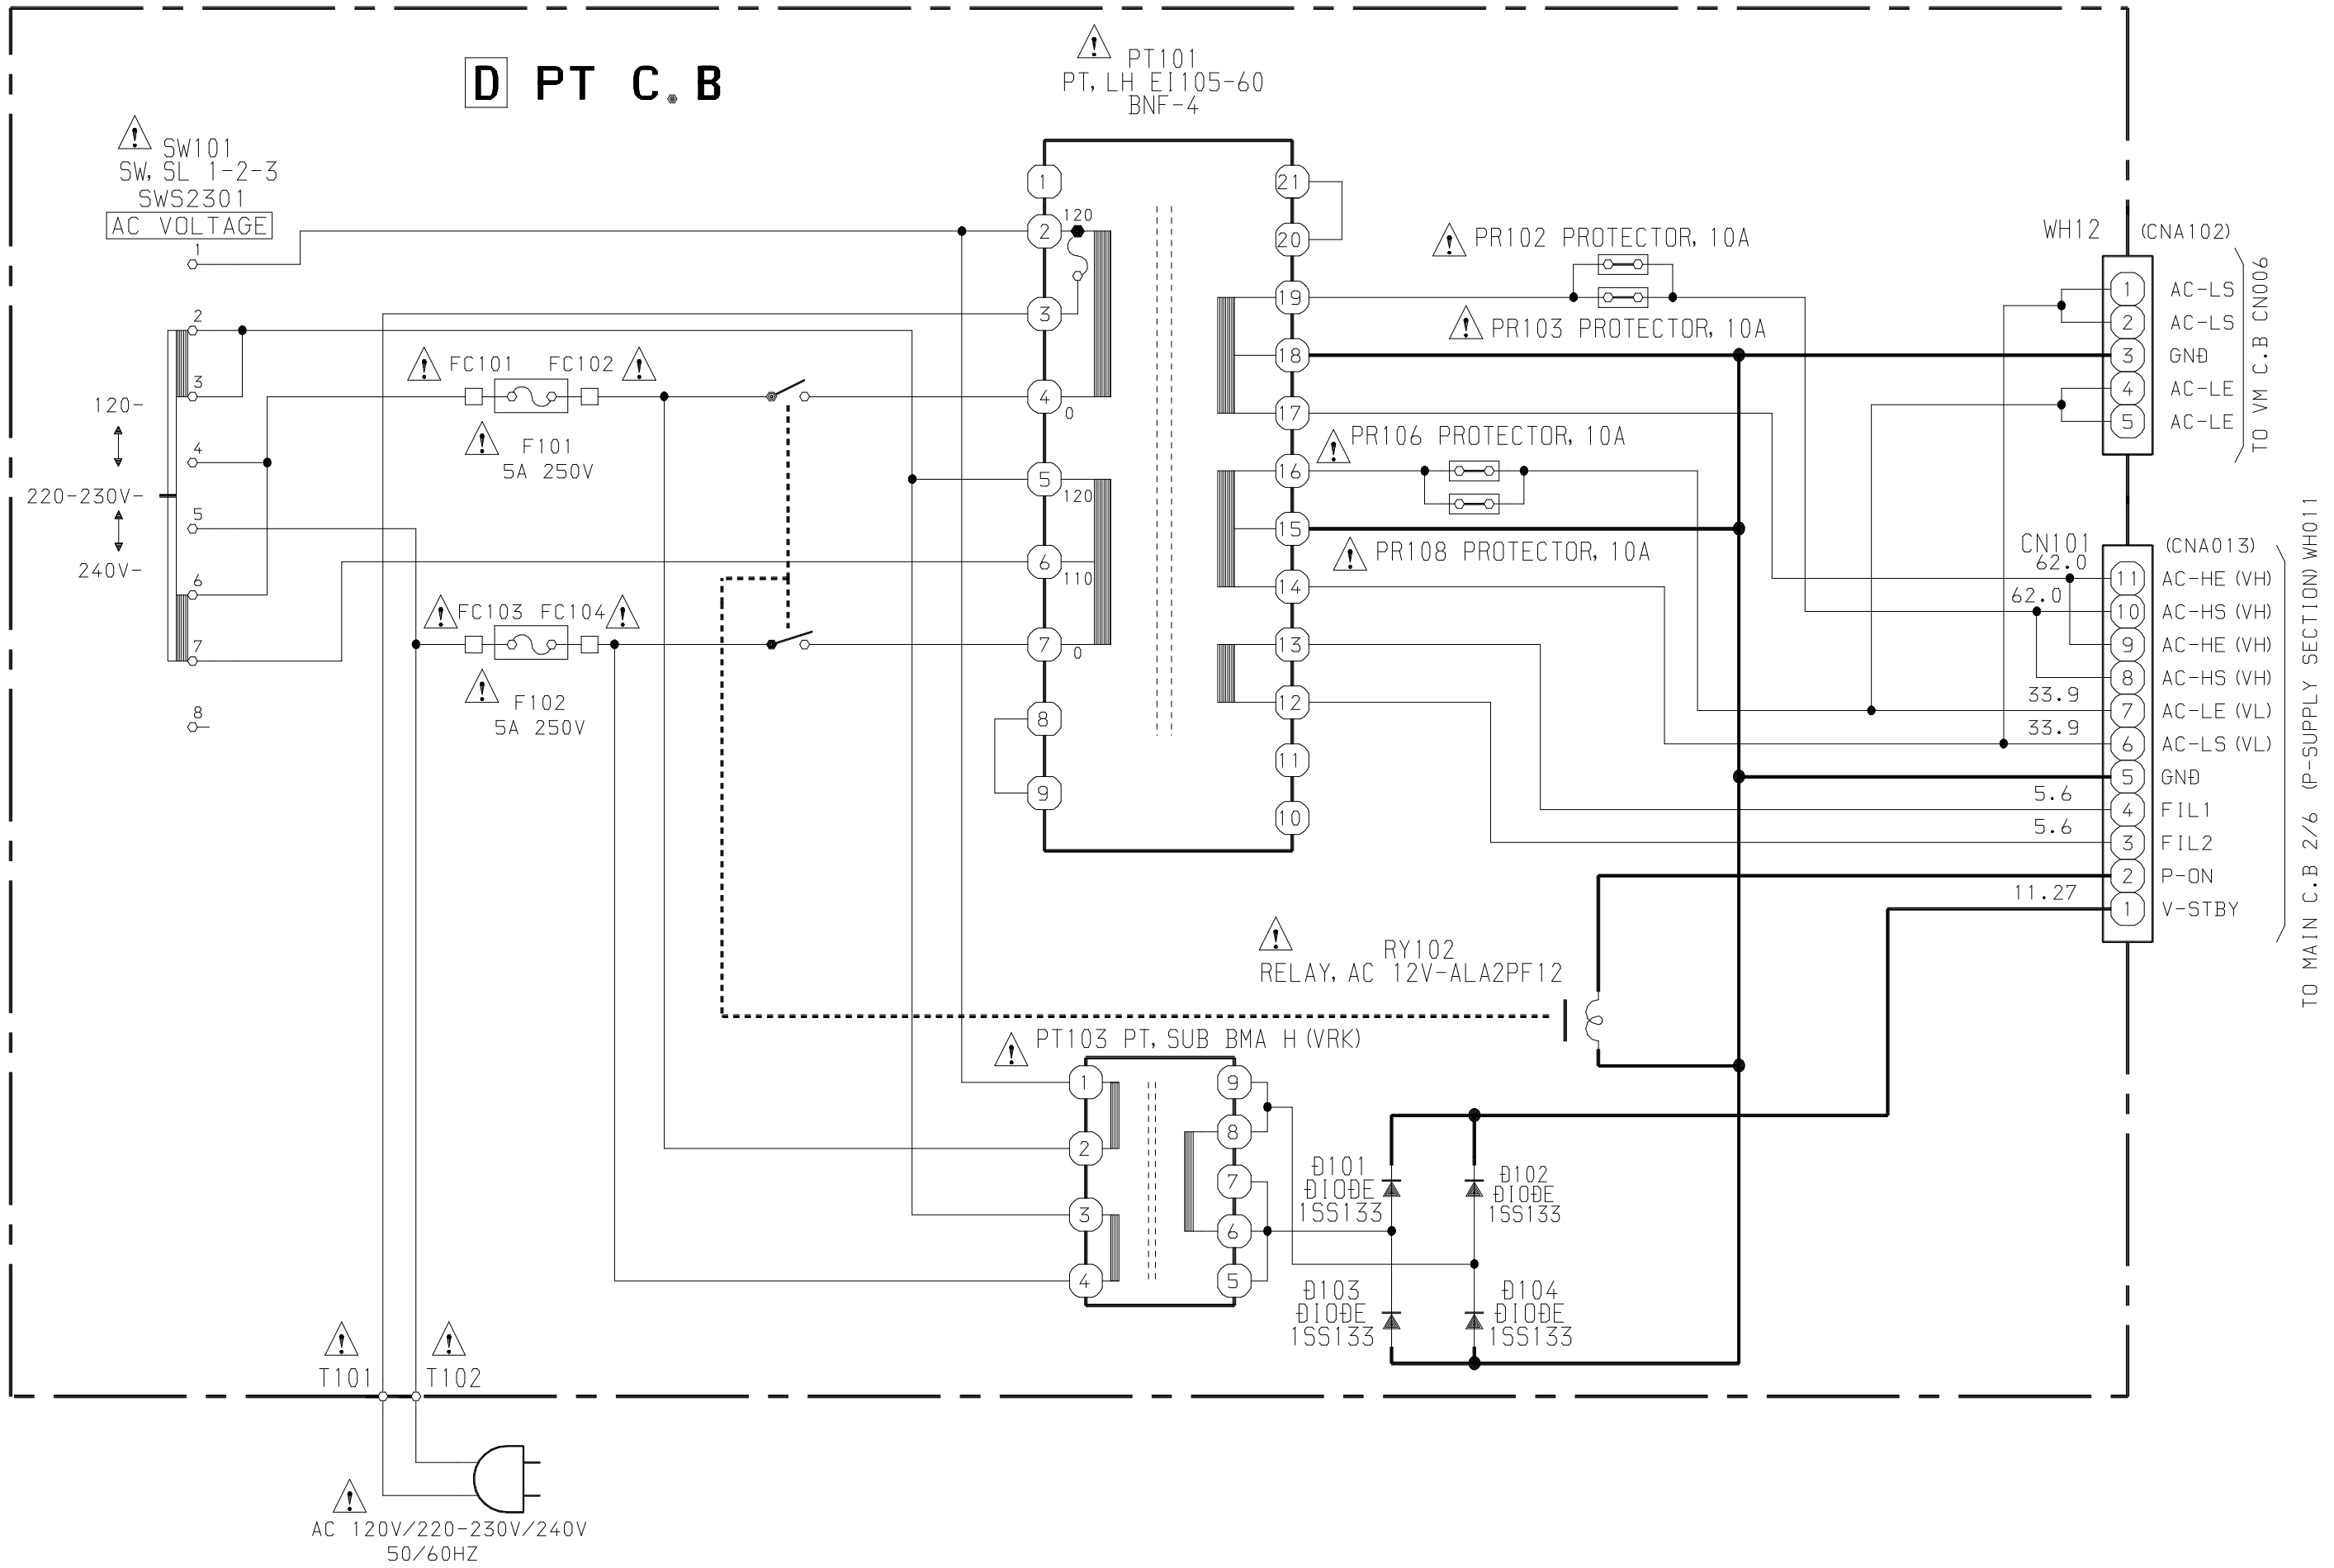 D PT C.B
PT101
PT, LH EI105-60
BNF-4
SW101
SW, SL 1-2-3
SWS2301
AC VOLTAGE
1
2
3
4
5
6
7
8
120-
220-230V-
240V-
FC101
FC102
F101
5A 250V
FC103
FC104
F102
5A 250V
1
2
3
4
5
6
7
8
9
120
0
120
110
0
21
20
19
18
17
16
15
14
13
12
11
10
PR102 PROTECTOR, 10A
PR103 PROTECTOR, 10A
PR106 PROTECTOR, 10A
PR108 PROTECTOR, 10A
WH12 (CNA102)
1 AC-LS
2 AC-LS
3 GND
4 AC-LE
5 AC-LE
TO VM C.B CN006
CN101 (CNA013)
62.0
11 AC-HE (VH)
62.0
10 AC-HS (VH)
9 AC-HE (VH)
8 AC-HS (VH)
33.9
7 AC-LE (VL)
33.9
6 AC-LS (VL)
5 GND
5.6
4 FIL1
5.6
3 FIL2
2 P-ON
11.27
1 V-STBY
TO MAIN C.B 2/6 (P-SUPPLY SECTION) WH011
RY102
RELAY, AC 12V-ALA2PF12
PT103 PT, SUB BMA H (VRK)
1
2
3
4
9
8
7
6
5
D101
DIODE
1SS133
D102
DIODE
1SS133
D103
DIODE
1SS133
D104
DIODE
1SS133
T101
T102
AC 120V/220-230V/240V
50/60HZ